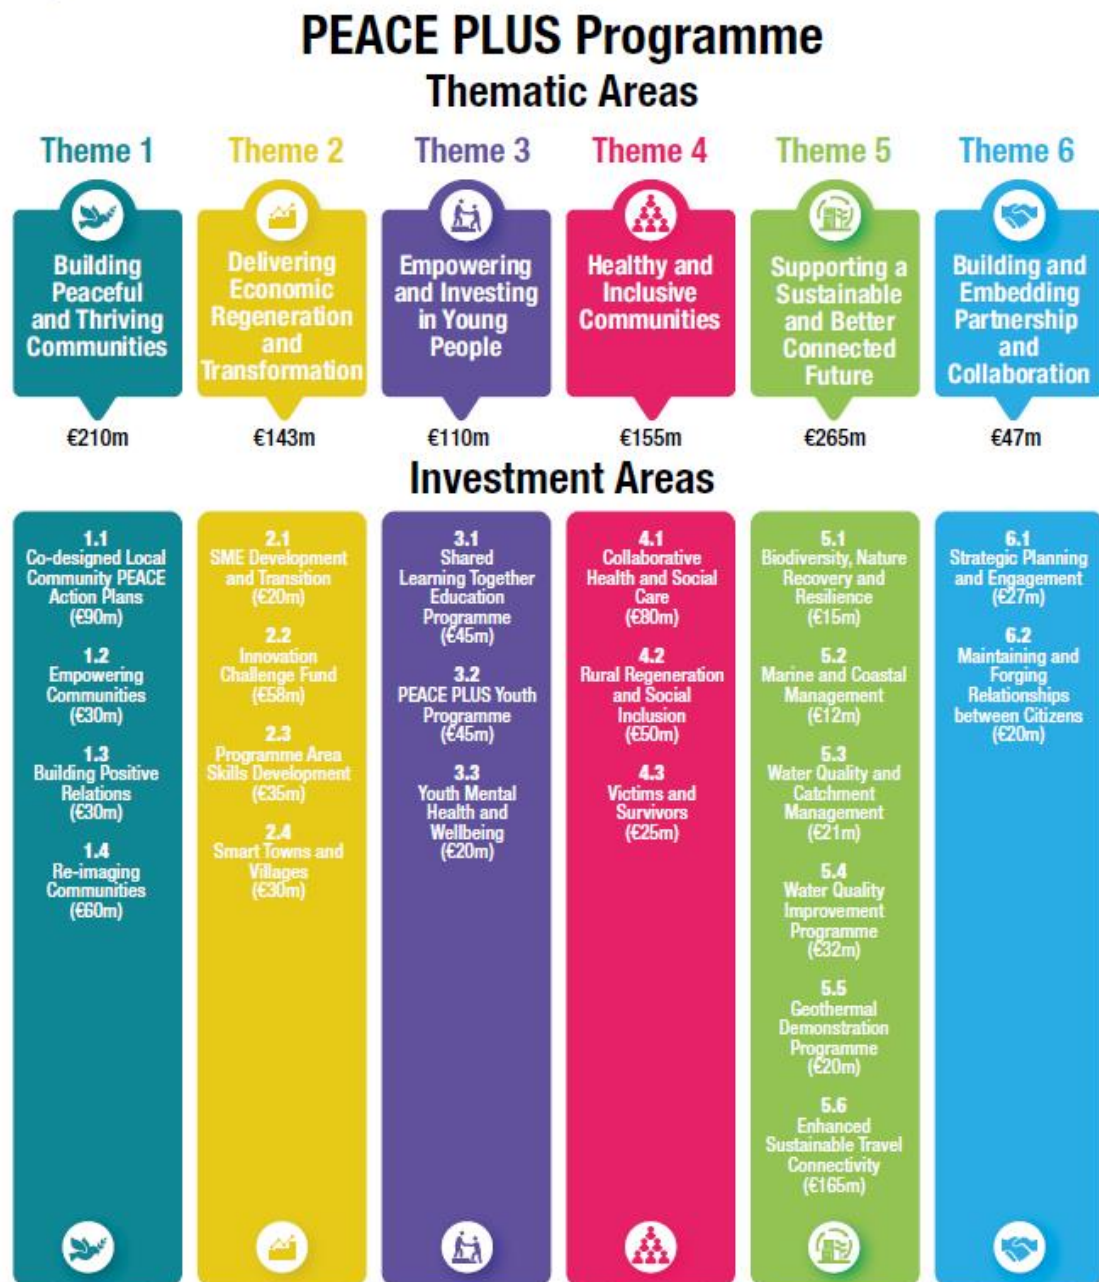 PEACE PLUS Programme
Thematic Areas
Theme 1
Theme 2
Theme 3
Theme 4
Theme 5
Theme 6
Building
Peaceful
and Thriving
Communities
Delivering
Economic
Regeneration
and
Transformation
Empowering
and Investing
in Young
People
Healthy and
Inclusive
Communities
Supporting a
Sustainable
and Better
Connected
Future
Building and
Embedding
Partnership
and
Collaboration
€210m
€143m
€110m
€155m
€265m
€47m
Investment Areas
1.1
Co-designed Local
Community PEACE
Action Plans
(€90m)
1.2
Empowering
Communities
(€30m)
1.3
Building Positive
Relations
(€30m)
1.4
Re-imaging
Communities
(€60m)
2.1
SME Development
and Transition
(€20m)
2.2
Innovation
Challenge Fund
(€58m)
2.3
Programme Area
Skills Development
(€35m)
2.4
Smart Towns and
Villages
(€30m)
3.1
Shared
Learning Together
Education
Programme
(€45m)
3.2
PEACE PLUS Youth
Programme
(€45m)
3.3
Youth Mental
Health and
Wellbeing
(€20m)
4.1
Collaborative
Health and Social
Care
(€80m)
4.2
Rural Regeneration
and Social
Inclusion
(€50m)
4.3
Victims and
Survivors
(€25m)
5.1
Biodiversity, Nature
Recovery and
Resilience
(€15m)
5.2
Marine and Coastal
Management
(€12m)
5.3
Water Quality and
Catchment
Management
(€21m)
5.4
Water Quality
Improvement
Programme
(€32m)
5.5
Geothermal
Demonstration
Programme
(€20m)
5.6
Enhanced
Sustainable Travel
Connectivity
(€165m)
6.1
Strategic Planning
and Engagement
(€27m)
6.2
Maintaining and
Forging
Relationships
between Citizens
(€20m)